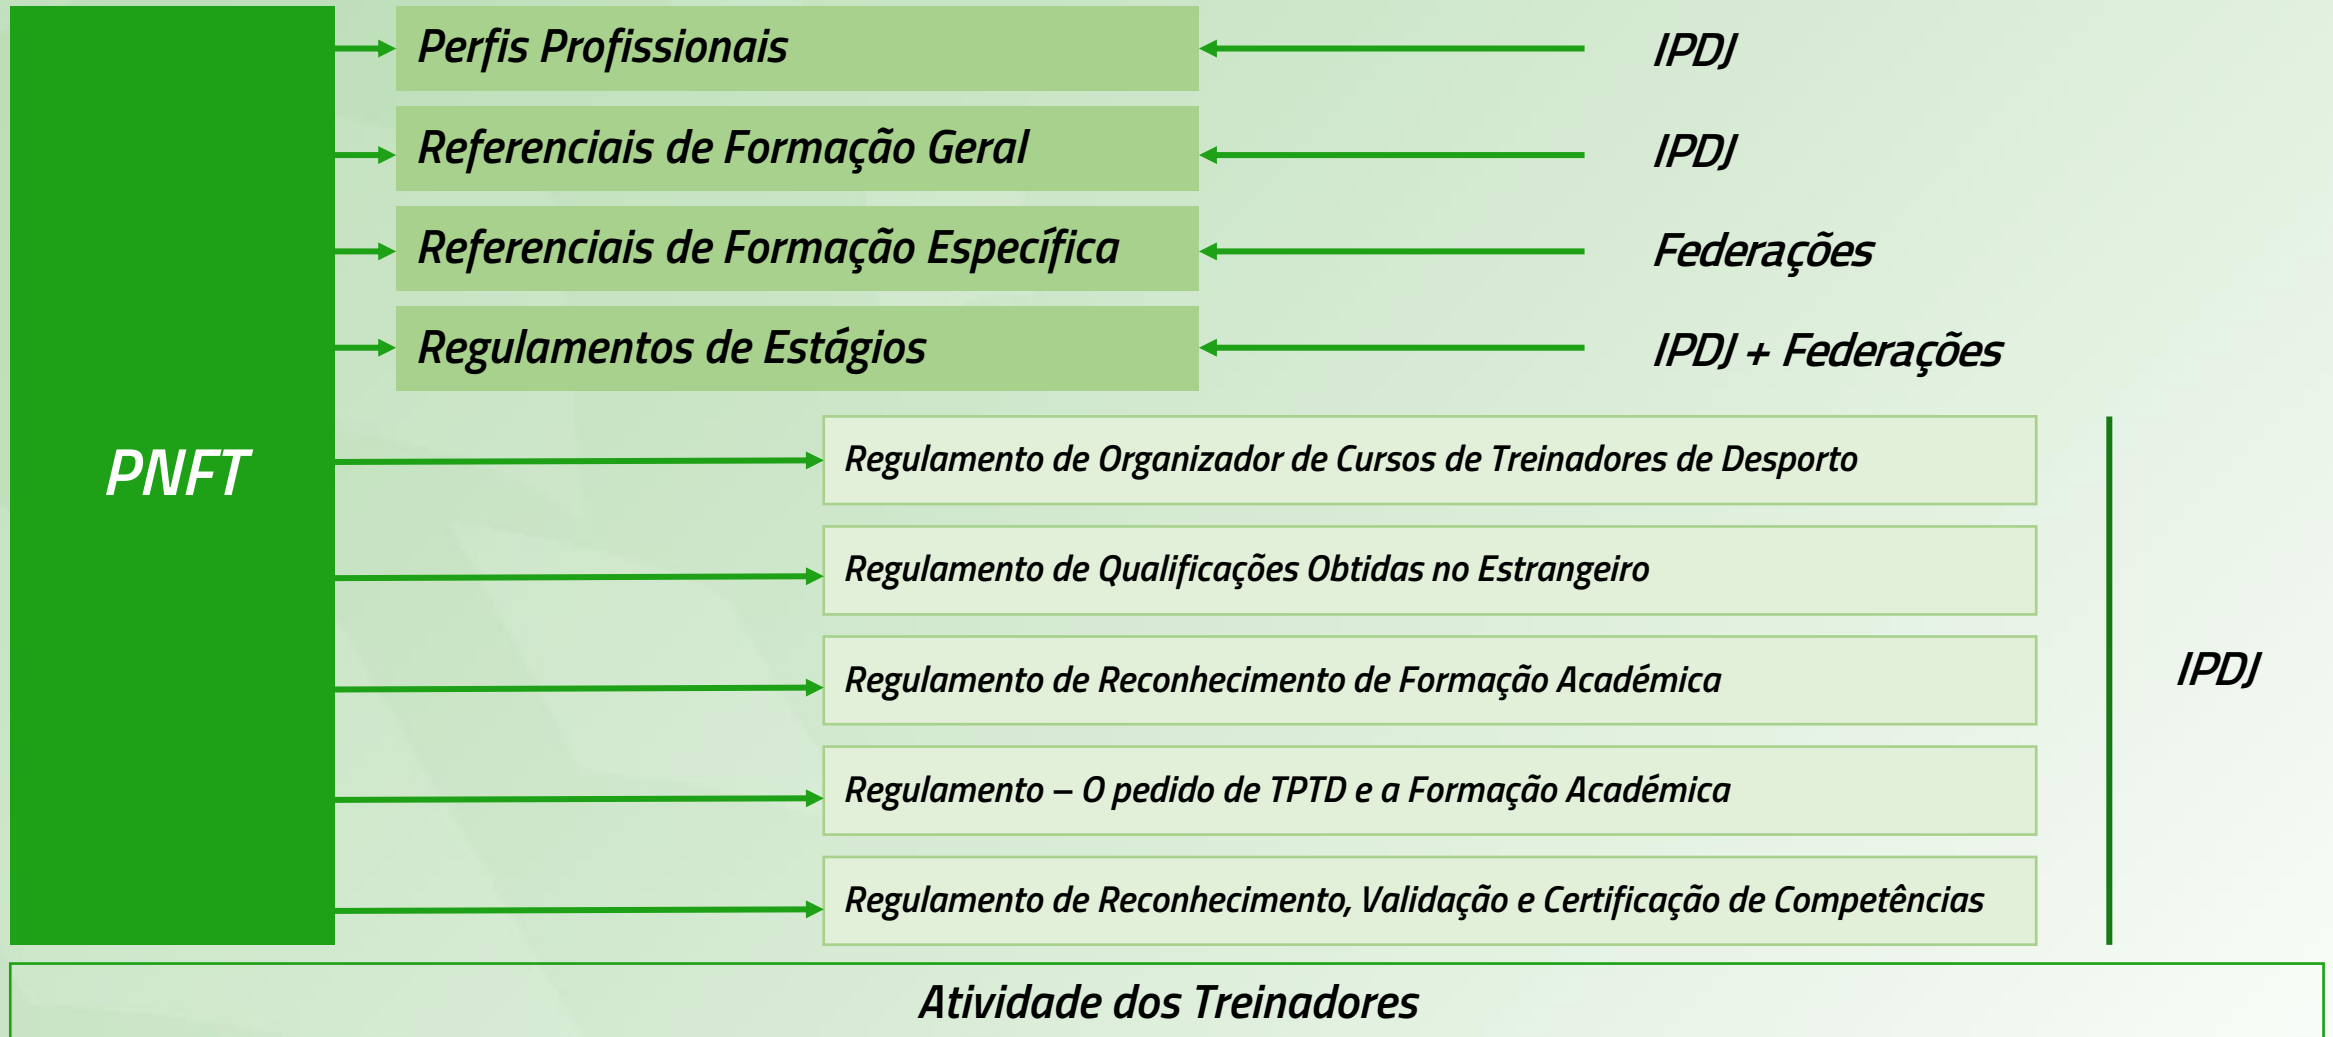 Perfis Profissionais
IPDJ
Referenciais de Formação Geral
IPDJ
Referenciais de Formação Específica
Federações
Regulamentos de Estágios
IPDJ + Federações
PNFT
Regulamento de Organizador de Cursos de Treinadores de Desporto
Regulamento de Qualificações Obtidas no Estrangeiro
Regulamento de Reconhecimento de Formação Académica
Regulamento – O pedido de TPTD e a Formação Académica
Regulamento de Reconhecimento, Validação e Certificação de Competências
IPDJ
Atividade dos Treinadores